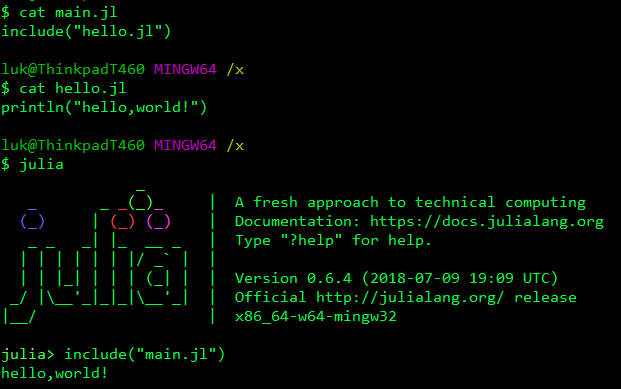 $ cat main.jl
include("hello.jl")
luk@ThinkpadT460 MINGW64 /x
$ cat hello.jl
println("hello,world!")
luk@ThinkpadT460 MINGW64 /x
$ julia
               _
   _       _ _(_)_     |  A fresh approach to technical computing
  (_)     | (_) (_)    |  Documentation: https://docs.julialang.org
   _ _   _| |_  __ _   |  Type "?help" for help.
  | | | | | | |/ _` |  |
  | | |_| | | | (_| |  |  Version 0.6.4 (2018-07-09 19:09 UTC)
 _/ |\__'_|_|_|\__'_|  |  Official http://julialang.org/ release
|__/                   |  x86_64-w64-mingw32
julia> include("main.jl")
hello,world!